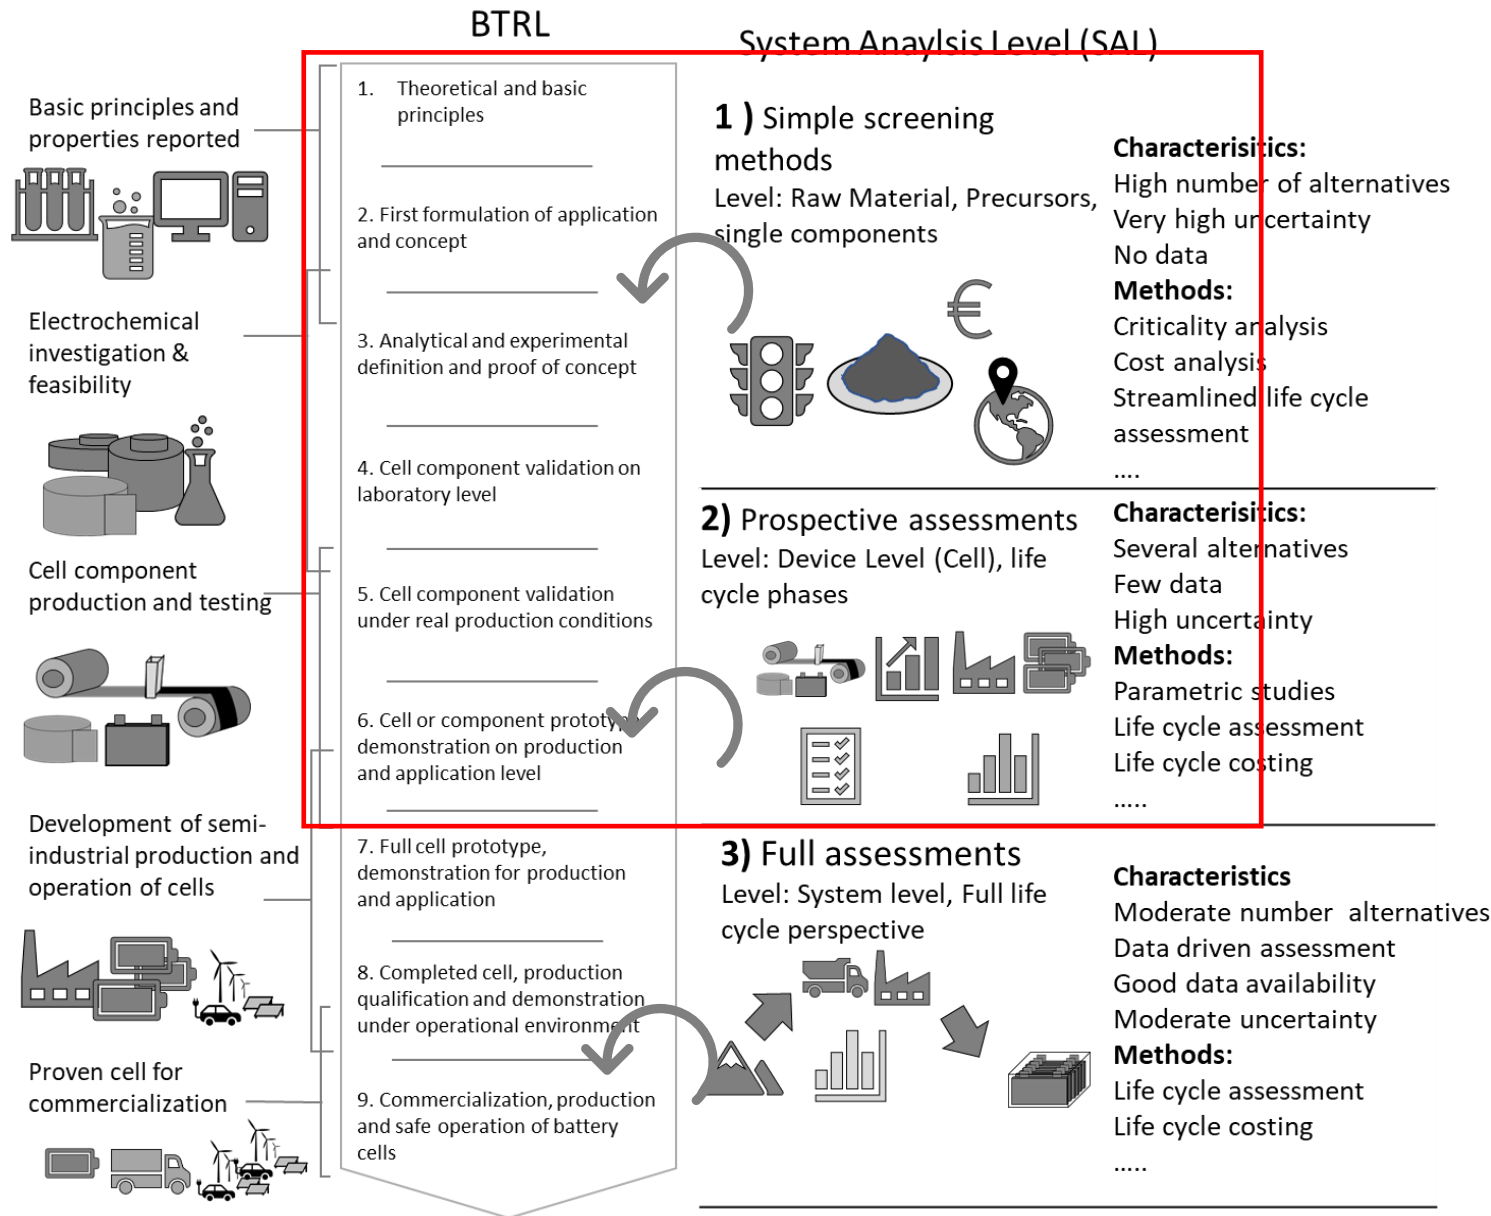 BTRL
System Anaylsis Level (SAL)
Basic principles and
properties reported
Electrochemical
investigation &
feasibility
Cell component
production and testing
Development of semi-
industrial production and
operation of cells
Proven cell for
commercialization
1. Theoretical and basic
principles
2. First formulation of application
and concept
3. Analytical and experimental
definition and proof of concept
4. Cell component validation on
laboratory level
5. Cell component validation
under real production conditions
6. Cell or component prototype
demonstration on production
and application level
7. Full cell prototype,
demonstration for production
and application
8. Completed cell, production
qualification and demonstration
under operational environment
9. Commercialization, production
and safe operation of battery
cells
1 ) Simple screening
methods
Level: Raw Material, Precursors,
single components
€
Characterisitics:
High number of alternatives
Very high uncertainty
No data
Methods:
Criticality analysis
Cost analysis
Streamlined life cycle
assessment
....
2) Prospective assessments
Level: Device Level (Cell), life
cycle phases
Characterisitics:
Several alternatives
Few data
High uncertainty
Methods:
Parametric studies
Life cycle assessment
Life cycle costing
.....
3) Full assessments
Level: System level, Full life
cycle perspective
Characteristics
Moderate number  alternatives
Data driven assessment
Good data availability
Moderate uncertainty
Methods:
Life cycle assessment
Life cycle costing
.....